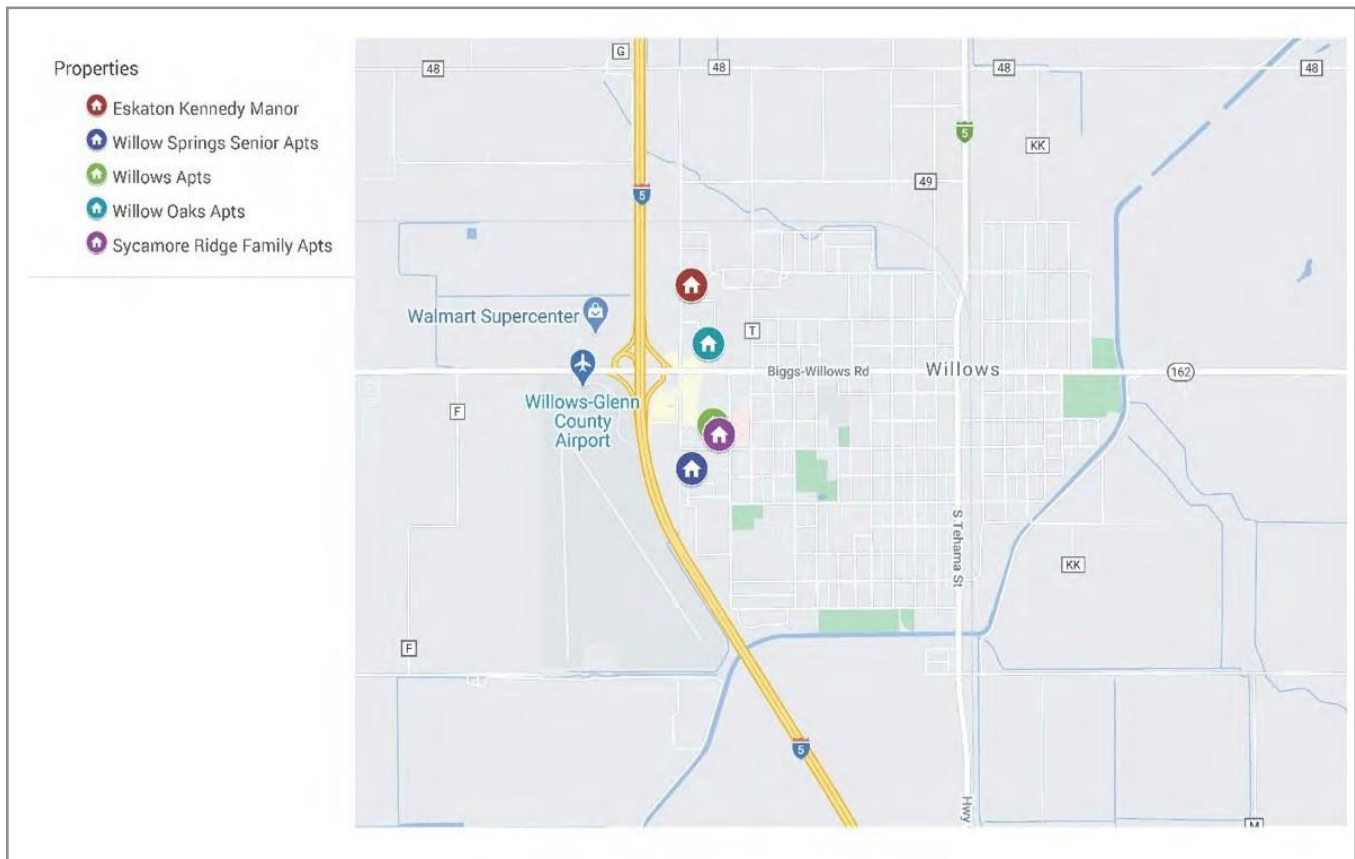 Properties
Eskaton Kennedy Manor
Willow Springs Senior Apts
Willows Apts
Willow Oaks Apts
Sycamore Ridge Family Apts
G
48
48
48
48
5
KK
49
5
Walmart Supercenter
T
Biggs-Willows Rd
Willows
162
Willows-Glenn
County
Airport
F
S Tehama St
KK
F
5
Hwy
M